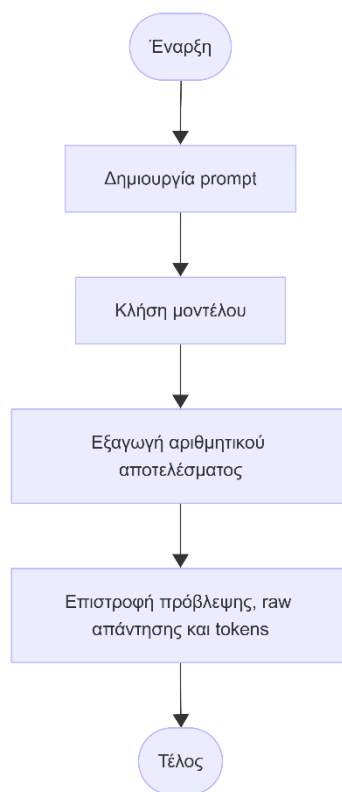 Έναρξη
Δημιουργία prompt
Κλήση μοντέλου
Εξαγωγή αριθμητικού
αποτελέσματος
Επιστροφή πρόβλεψης, raw
απάντησης και tokens
Τέλος